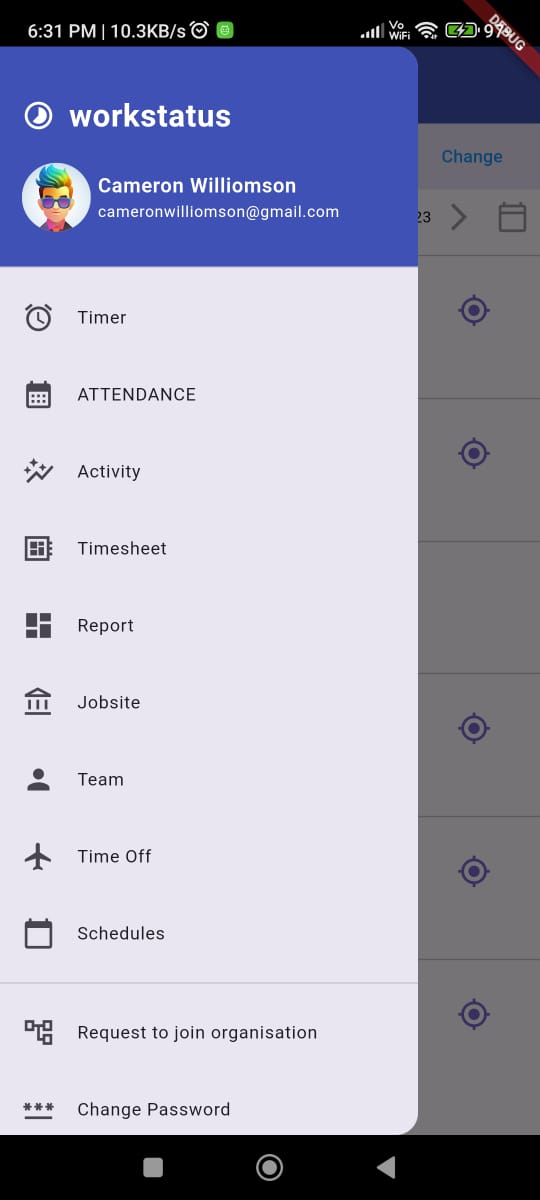 6:31 PM | 10.3KB/s
Vo
WiFi
DEBUG
workstatus
Cameron Williomson
cameronwilliomson@gmail.com
Change
23
Timer
ATTENDANCE
Activity
Timesheet
Report
Jobsite
Team
Time Off
Schedules
Request to join organisation
Change Password